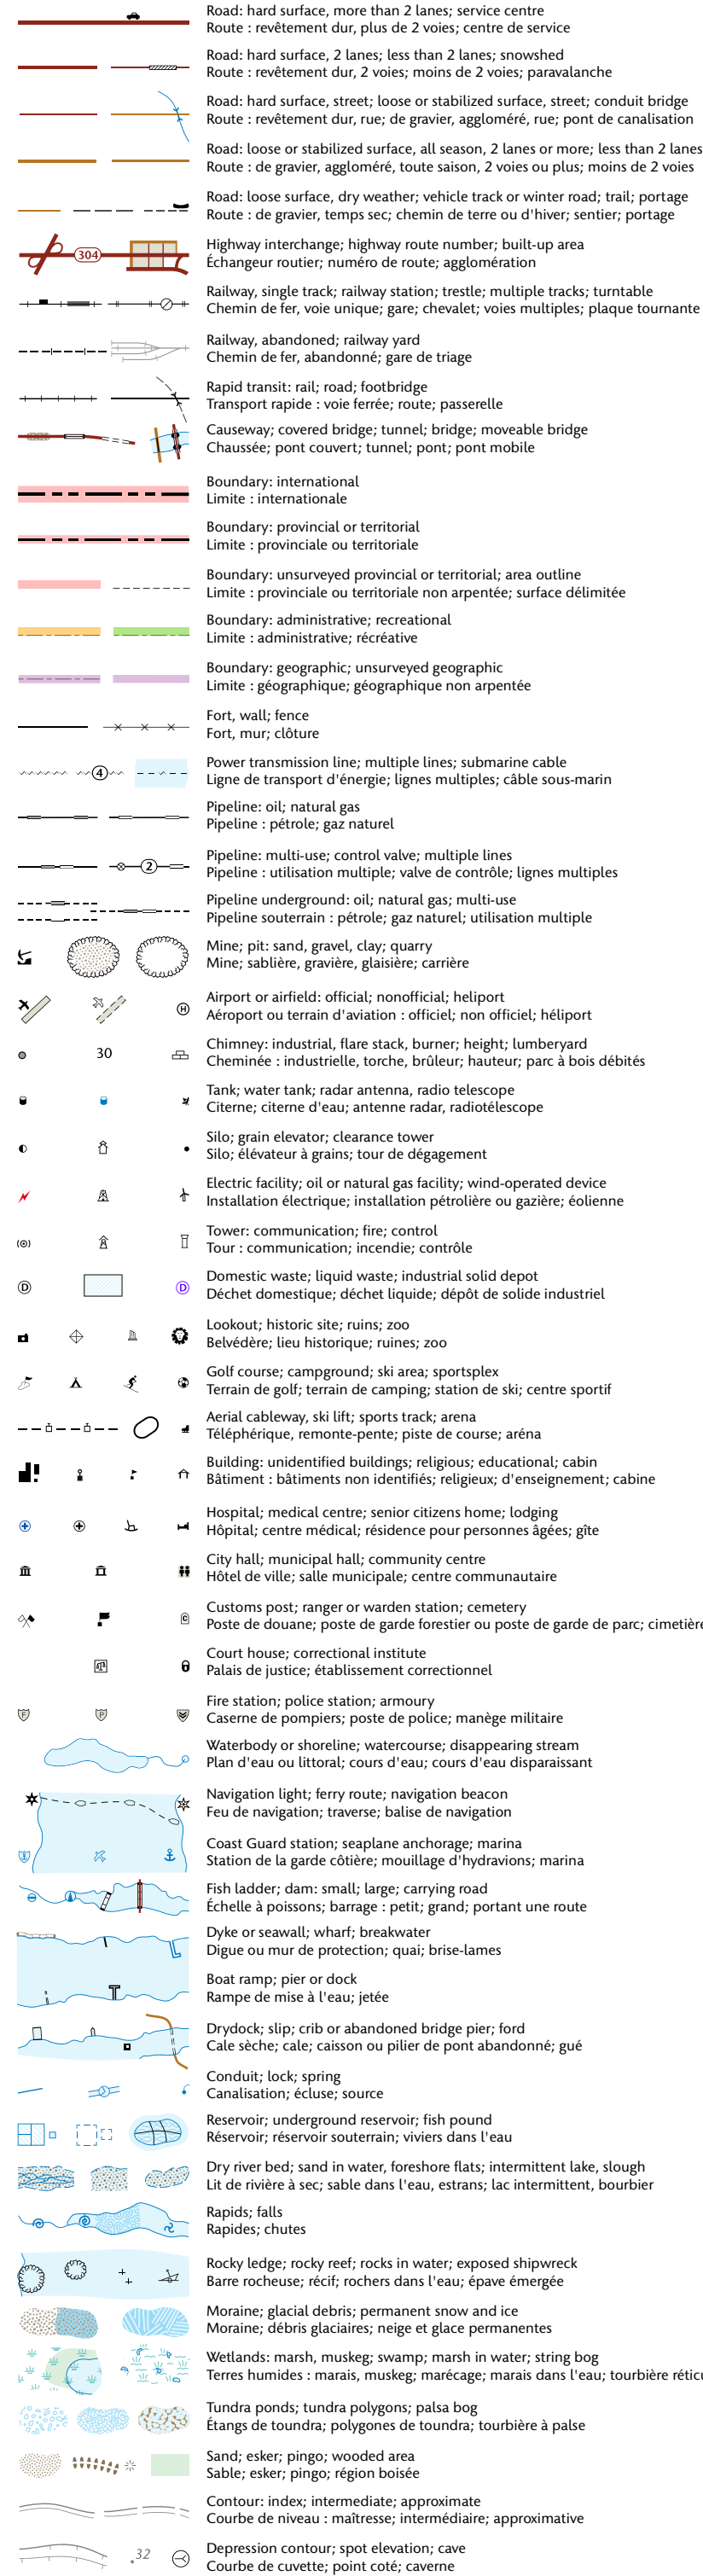 Road: hard surface, more than 2 lanes; service centre
Route : revêtement dur, plus de 2 voies; centre de service
Road: hard surface, 2 lanes; less than 2 lanes; snowshed
Route : revêtement dur, 2 voies; moins de 2 voies; paravalanche
Road: hard surface, street; loose or stabilized surface, street; conduit bridge
Route : revêtement dur, rue; de gravier, aggloméré, rue; pont de canalisation
Road: loose or stabilized surface, all season, 2 lanes or more; less than 2 lanes
Route : de gravier, aggloméré, toute saison, 2 voies ou plus; moins de 2 voies
Road: loose surface, dry weather; vehicle track or winter road; trail; portage
Route : de gravier, temps sec; chemin de terre ou d'hiver; sentier; portage
304
Highway interchange; highway route number; built-up area
Échangeur routier; numéro de route; agglomération
Railway, single track; railway station; trestle; multiple tracks; turntable
Chemin de fer, voie unique; gare; chevalet; voies multiples; plaque tournante
Railway, abandoned; railway yard
Chemin de fer, abandonné; gare de triage
Rapid transit: rail; road; footbridge
Transport rapide : voie ferrée; route; passerelle
Causeway; covered bridge; tunnel; bridge; moveable bridge
Chaussée; pont couvert; tunnel; pont; pont mobile
Boundary: international
Limite : internationale
Boundary: provincial or territorial
Limite : provinciale ou territoriale
Boundary: unsurveyed provincial or territorial; area outline
Limite : provinciale ou territoriale non arpentée; surface délimitée
Boundary: administrative; recreational
Limite : administrative; récréative
Boundary: geographic; unsurveyed geographic
Limite : géographique; géographique non arpentée
Fort, wall; fence
Fort, mur; clôture
4
Power transmission line; multiple lines; submarine cable
Ligne de transport d'énergie; lignes multiples; câble sous-marin
Pipeline: oil; natural gas
Pipeline : pétrole; gaz naturel
2
Pipeline: multi-use; control valve; multiple lines
Pipeline : utilisation multiple; valve de contrôle; lignes multiples
Pipeline underground: oil; natural gas; multi-use
Pipeline souterrain : pétrole; gaz naturel; utilisation multiple
Mine; pit: sand, gravel, clay; quarry
Mine; sablière, gravière, glaisière; carrière
H
Airport or airfield: official; nonofficial; heliport
Aéroport ou terrain d'aviation : officiel; non officiel; héliport
30
Chimney: industrial, flare stack, burner; height; lumberyard
Cheminée : industrielle, torche, brûleur; hauteur; parc à bois débités
Tank; water tank; radar antenna, radio telescope
Citerne; citerne d'eau; antenne radar, radiotélescope
Silo; grain elevator; clearance tower
Silo; élévateur à grains; tour de dégagement
Electric facility; oil or natural gas facility; wind-operated device
Installation électrique; installation pétrolière ou gazière; éolienne
Tower: communication; fire; control
Tour : communication; incendie; contrôle
D D
Domestic waste; liquid waste; industrial solid depot
Déchet domestique; déchet liquide; dépôt de solide industriel
Lookout; historic site; ruins; zoo
Belvédère; lieu historique; ruines; zoo
Golf course; campground; ski area; sportsplex
Terrain de golf; terrain de camping; station de ski; centre sportif
Aerial cableway, ski lift; sports track; arena
Téléphérique, remonte-pente; piste de course; aréna
Building: unidentified buildings; religious; educational; cabin
Bâtiment : bâtiments non identifiés; religieux; d'enseignement; cabine
Hospital; medical centre; senior citizens home; lodging
Hôpital; centre médical; résidence pour personnes âgées; gîte
City hall; municipal hall; community centre
Hôtel de ville; salle municipale; centre communautaire
C
Customs post; ranger or warden station; cemetery
Poste de douane; poste de garde forestier ou poste de garde de parc; cimetière
Court house; correctional institute
Palais de justice; établissement correctionnel
F P
Fire station; police station; armoury
Caserne de pompiers; poste de police; manège militaire
Waterbody or shoreline; watercourse; disappearing stream
Plan d'eau ou littoral; cours d'eau; cours d'eau disparaissant
Navigation light; ferry route; navigation beacon
Feu de navigation; traverse; balise de navigation
Coast Guard station; seaplane anchorage; marina
Station de la garde côtière; mouillage d'hydravions; marina
Fish ladder; dam: small; large; carrying road
Échelle à poissons; barrage : petit; grand; portant une route
Dyke or seawall; wharf; breakwater
Digue ou mur de protection; quai; brise-lames
Boat ramp; pier or dock
Rampe de mise à l'eau; jetée
Drydock; slip; crib or abandoned bridge pier; ford
Cale sèche; cale; caisson ou pilier de pont abandonné; gué
Conduit; lock; spring
Canalisation; écluse; source
Reservoir; underground reservoir; fish pound
Réservoir; réservoir souterrain; viviers dans l'eau
Dry river bed; sand in water, foreshore flats; intermittent lake, slough
Lit de rivière à sec; sable dans l'eau, estrans; lac intermittent, bourbier
Rapids; falls
Rapides; chutes
Rocky ledge; rocky reef; rocks in water; exposed shipwreck
Barre rocheuse; récif; rochers dans l'eau; épave émergée
Moraine; glacial debris; permanent snow and ice
Moraine; débris glaciaires; neige et glace permanentes
Wetlands: marsh, muskeg; swamp; marsh in water; string bog
Terres humides : marais, muskeg; marécage; marais dans l'eau; tourbière
Tundra ponds; tundra polygons; palsa bog
Étangs de toundra; polygones de toundra; tourbière à palse
Sand; esker; pingo; wooded area
Sable; esker; pingo; région boisée
Contour: index; intermediate; approximate
Courbe de niveau : maîtresse; intermédiaire; approximative
.32
Depression contour; spot elevation; cave
Courbe de cuvette; point coté; caverne